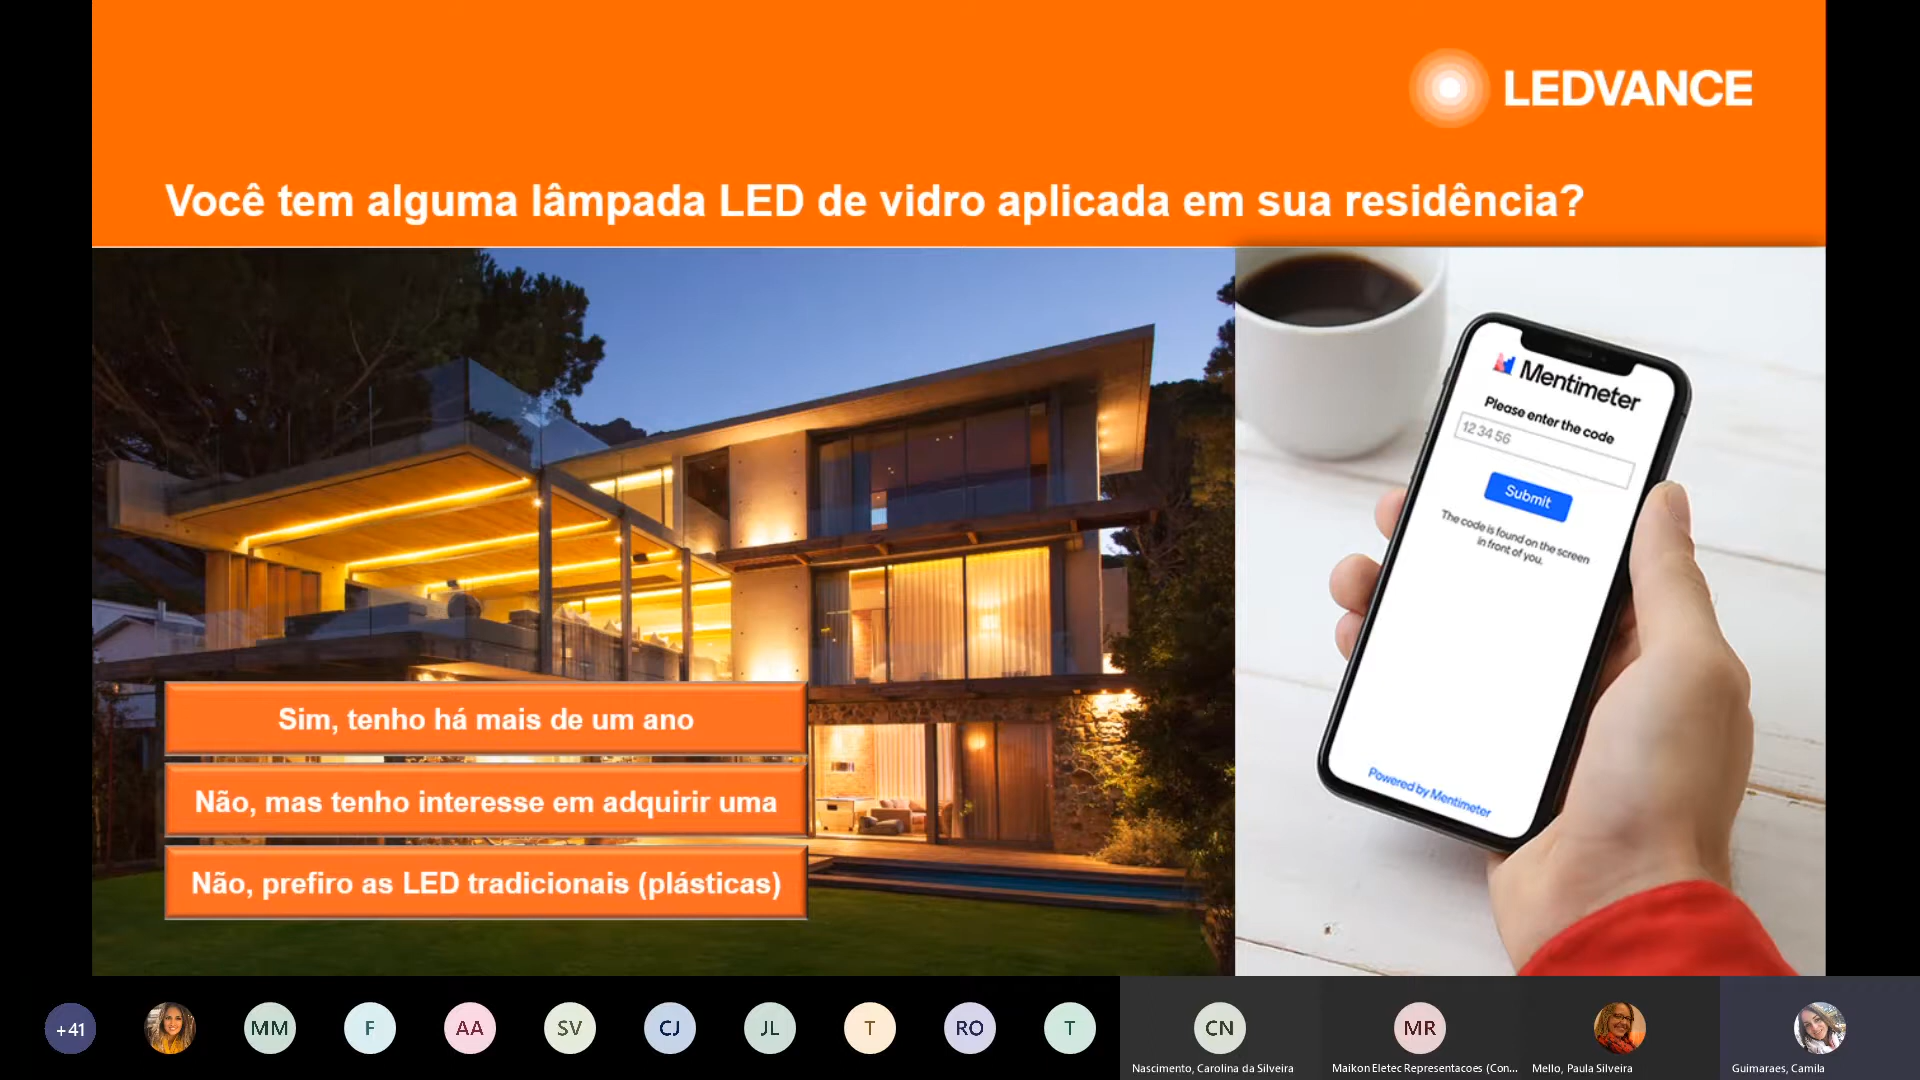 LEDVANCE
Você tem alguma lâmpada LED de vidro aplicada em sua residência?
Mentimeter
Please enter the code
12 34 56
Submit
The code is found on the screen
in front of you.
Powered by Mentimeter
Sim, tenho há mais de um ano
Não, mas tenho interesse em adquirir uma
Não, prefiro as LED tradicionais (plásticas)
+41
MM
F
AA
SV
CJ
JL
T
RO
T
CN
MR
Nascimento, Carolina da Silveira
Maikon Eletec Representacoes (Con...
Mello, Paula Silveira
Guimaraes, Camila